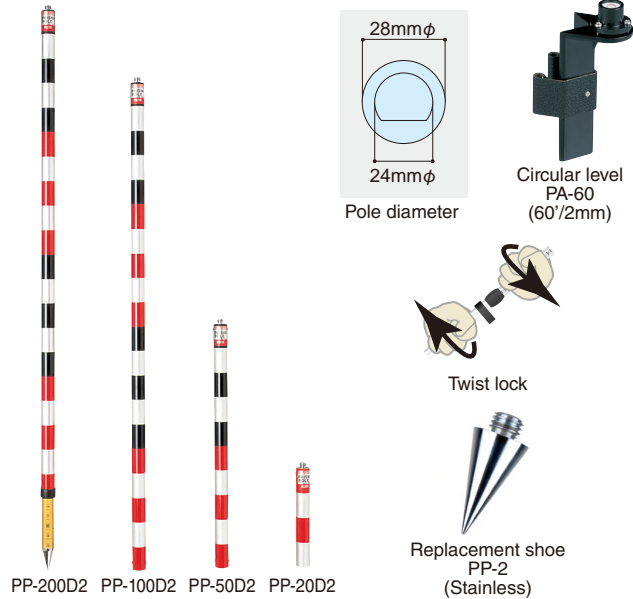 28mmφ
24mmφ
Pole diameter
Circular level
PA-60
(60'/2mm)
Twist lock
Replacement shoe
PP-2
(Stainless)
PP-200D2 PP-100D2 PP-50D2 PP-20D2